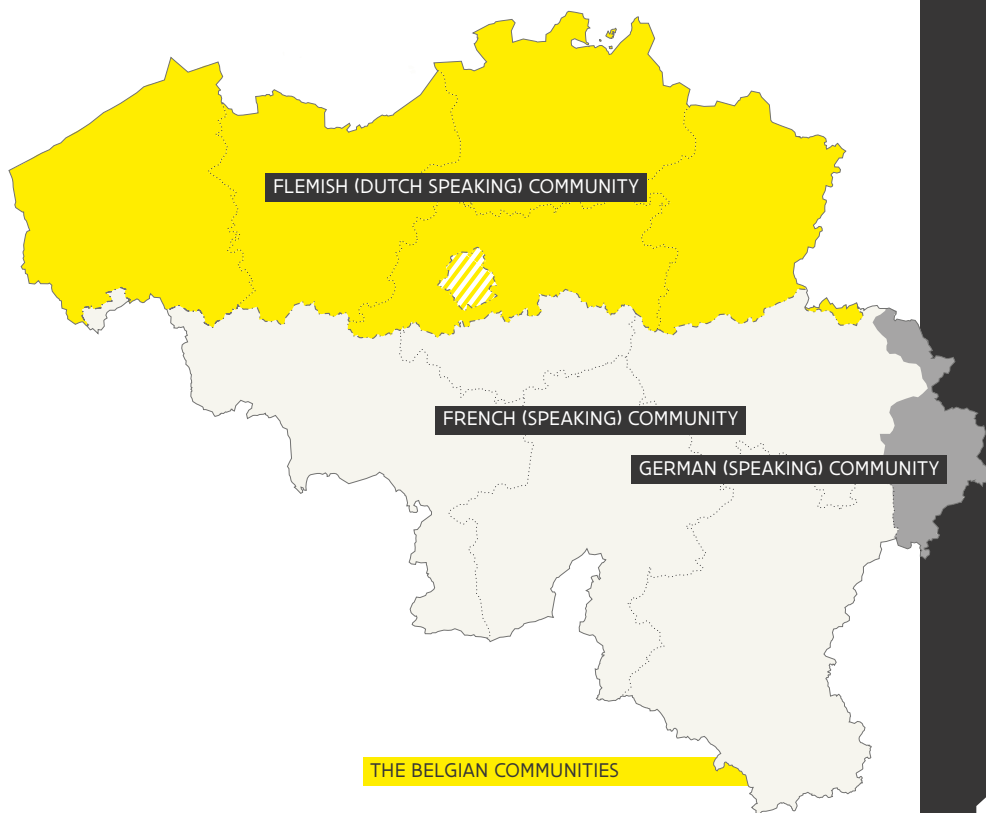 FLEMISH (DUTCH SPEAKING) COMMUNITY
FRENCH (SPEAKING) COMMUNITY
GERMAN (SPEAKING) COMMUNITY
THE BELGIAN COMMUNITIES